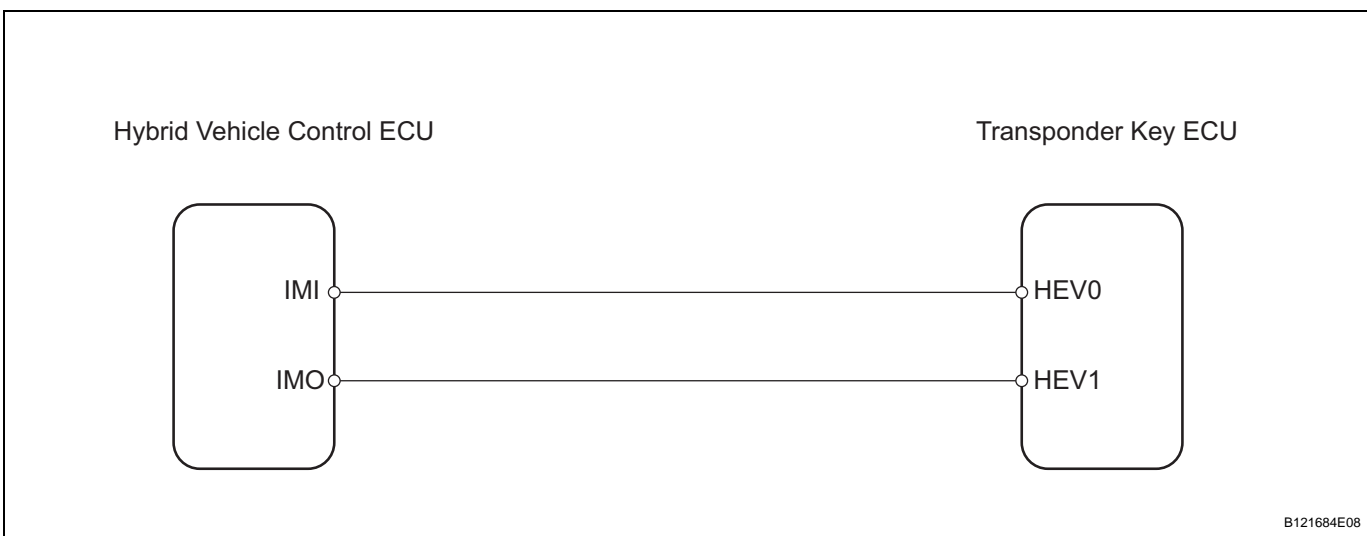 Hybrid Vehicle Control ECU
Transponder Key ECU
IMI
HEV0
IMO
HEV1
B121684E08